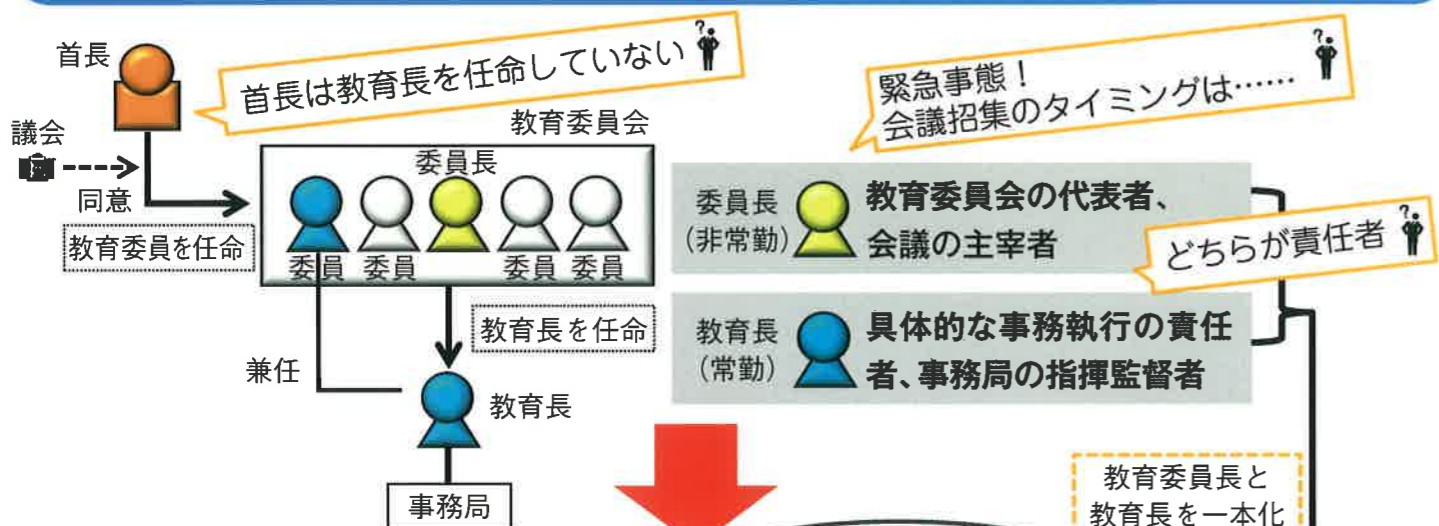 首長
首長は教育長を任命していない
?
緊急事態!
会議招集のタイミングは……
?
議会
同意
教育委員を任命
教育委員会
委員長
委員 委員 委員 委員
委員長
(非常勤)
教育委員会の代表者、
会議の主宰者
どちらが責任者
?
教育長を任命
兼任
教育長
教育長
(常勤)
具体的な事務執行の責任
者、事務局の指揮監督者
事務局
教育委員長と
教育長を一本化